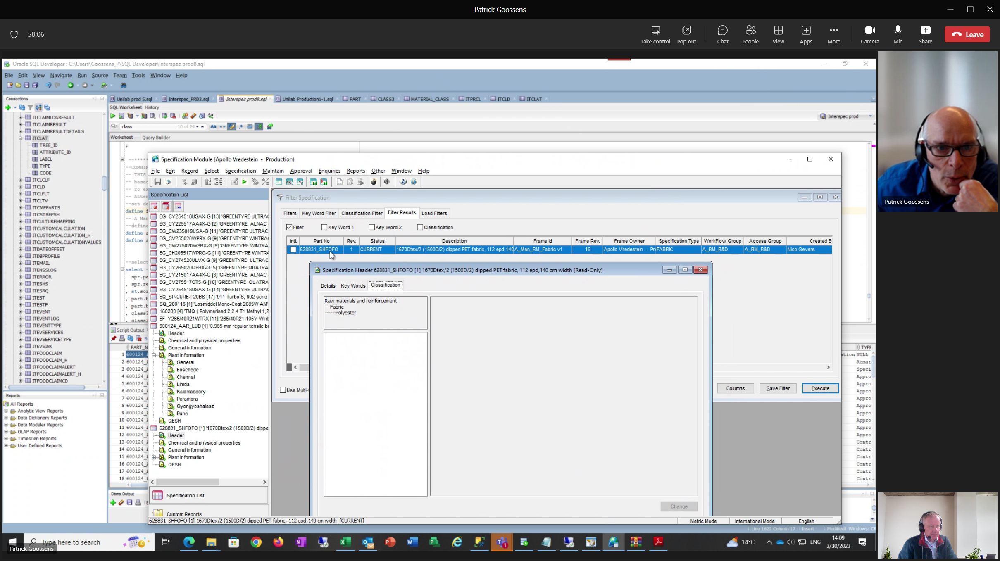 Patrick Goossens
58:06
Take control
Pop out
Chat
People
View
Apps
More
Camera
Mic
Share
Leave
Oracle SQL Developer : C:\Users\Goossens_P\SQL Developer\Interspec prod8.sql
File Edit View Navigate Run Source Team Tools Window Help
Connections
Unilab prod 5.sql
Interspec_PRD2.sql
Interspec prod8.sql
Unilab Production1-1.sql
PART
CLASS3
MATERIAL_CLASS
ITPRCL
ITCLD
ITCLAT
SQL Worksheet History
Interspec prod
class
10 of 24
Worksheet Query Builder
ITCLAIMLOGRESULT
ITCLAIMRESULT
ITCLAIMRESULTDETAILS
ITCLAT
TREE_ID
ATTRIBUTE_ID
LABEL
TYPE
CODE
ITCLCLF
ITCLD
ITCLFLT
ITCLTV
ITCMPPARTS
ITCSTREPSH
ITCULTUREMAPPING
ITCUSTOMCALCULATION
ITCUSTOMCALCULATION_H
ITCUSTOMCALCULATIONVALUES
ITDATEOFFSET
ITDBPROFILE
ITEMAIL
ITENSSLOG
ITERROR
ITESHS
ITESRQ
ITEST
ITESTF
ITEVENT
ITEVENTLOG
ITEVENTTYPE
ITEVSERVICES
ITEVSERVICETYPE
ITEVSINK
ITFOODCLAIM
ITFOODCLAIM_H
ITFOODCLAIMALERT
ITFOODCLAIMALERT_H
ITFOODCLAIMCD
Reports
All Reports
Analytic View Reports
Data Dictionary Reports
Data Modeler Reports
OLAP Reports
TimesTen Reports
User Defined Reports
;
--*****
--COMBIN
-- THIS
-- based
-- To ex
-- Atten
--set de
define f
-- A_Man
--define
define s
define s
--select
select -
spr.pa
, spr.re
, st.sor
, part.b
, part.b
, class3
, class3
Script Output
PART_N
1 600124_
2 600124_
3 600124_
4 600124_
5 600124_
6 600124_
7 600124_
8 600124_
9 600124_
10 600124_
11 600124_
12 600124_
13 600124_
14 600124_
15 600124_
16 600124_
17 600124_
18 600124_
Dbms Output
Specification Module (Apollo Vredestein - Production)
File Edit Record Select Specification Maintain Approval Enquiries Reports Other Window Help
Specification List
EG_CY254518USAX-G [13] 'GREENTYRE ULTRAC
EG_CY225517AA4X-G [2] 'GREENTYRE ALNAC
EG_CW235019USA-G [11] 'GREENTYRE ULTRAC
EG_CV255020WPRX-G [9] 'GREENTYRE WINTRA
EG_CW275020WPRX-G [9] 'GREENTYRE WINTRA
EG_CH205517WPRQ-G [11] 'GREENTYRE WINTR
EG_CY274520ULVX-G [9] 'GREENTYRE ULTRAC
EG_CY265020QPRX-G [5] 'GREENTYRE QUATRA
EG_CY215017AA4X-G [3] 'GREENTYRE ALNAC
EG_CV275517QT5-G [10] 'GREENTYRE QUATRA
EG_CY254518USAX-G [14] 'GREENTYRE ULTRAC
EQ_SP-CURE-P20BS [17] '911 Turbo S, 992 serie
SQ_200116 [1] 'Losmiddel Mono-Coat 2085W AM'
160280 [4] 'TMQ ( Polymerised 2,2,4 Tri Methyl 1,2
EF_Y265/40R21WPRX [11] '265/40R21 105Y Wint
600124_AAR_LUD [1] '0.965 mm regular tensile br
Header
Chemical and physical properties
General information
Plant information
General
Enschede
Chennai
Limda
Kalamassery
Perambra
Gyongyoshalasz
Pune
QESH
628831_SHFOFO [1] '1670Dtex/2 (1500D/2) dippe
Header
Chemical and physical properties
General information
Plant information
QESH
Specification List
Custom Reports
Filter Specification
Filters Key Word Filter Classification Filter Filter Results Load Filters
Filter Key Word 1 Key Word 2 Classification
Intl. Part No Rev. Status Description Frame Id Frame Rev. Frame Owner Specification Type WorkFlow Group Access Group Created B
628831_SHFOFO 1 CURRENT 1670Dtex/2 (1500D/2) dipped PET fabric, 112 epd,140 A_Man_RM_Fabric v1 16 Apollo Vredestein - Pr FABRIC A_RM_R&D A_RM_R&D Nico Gevers
Use Multi-
Columns
Save Filter
Execute
Specification Header 628831_SHFOFO [1] 1670Dtex/2 (1500D/2) dipped PET fabric, 112 epd,140 cm width [Read-Only]
Details Key Words Classification
Raw materials and reinforcement
---Fabric
------Polyester
Change
TYPE
ation NULL
Remar
Speci
Appro
Appro
Appro
Appro
Appro
Appro
Appro
Appro
Appro
Contr
Contr
Contr
Contr
Contr
Contr
628831_SHFOFO [1] 1670Dtex/2 (1500D/2) dipped PET fabric, 112 epd,140 cm width [CURRENT]
Metric Mode
International Mode
English
Line 1622 Column 17 Insert Modified Windows: CR
Type here to search
14°C
ENG
14:09
3/30/2023
Patrick Goossens
Patrick Goossens